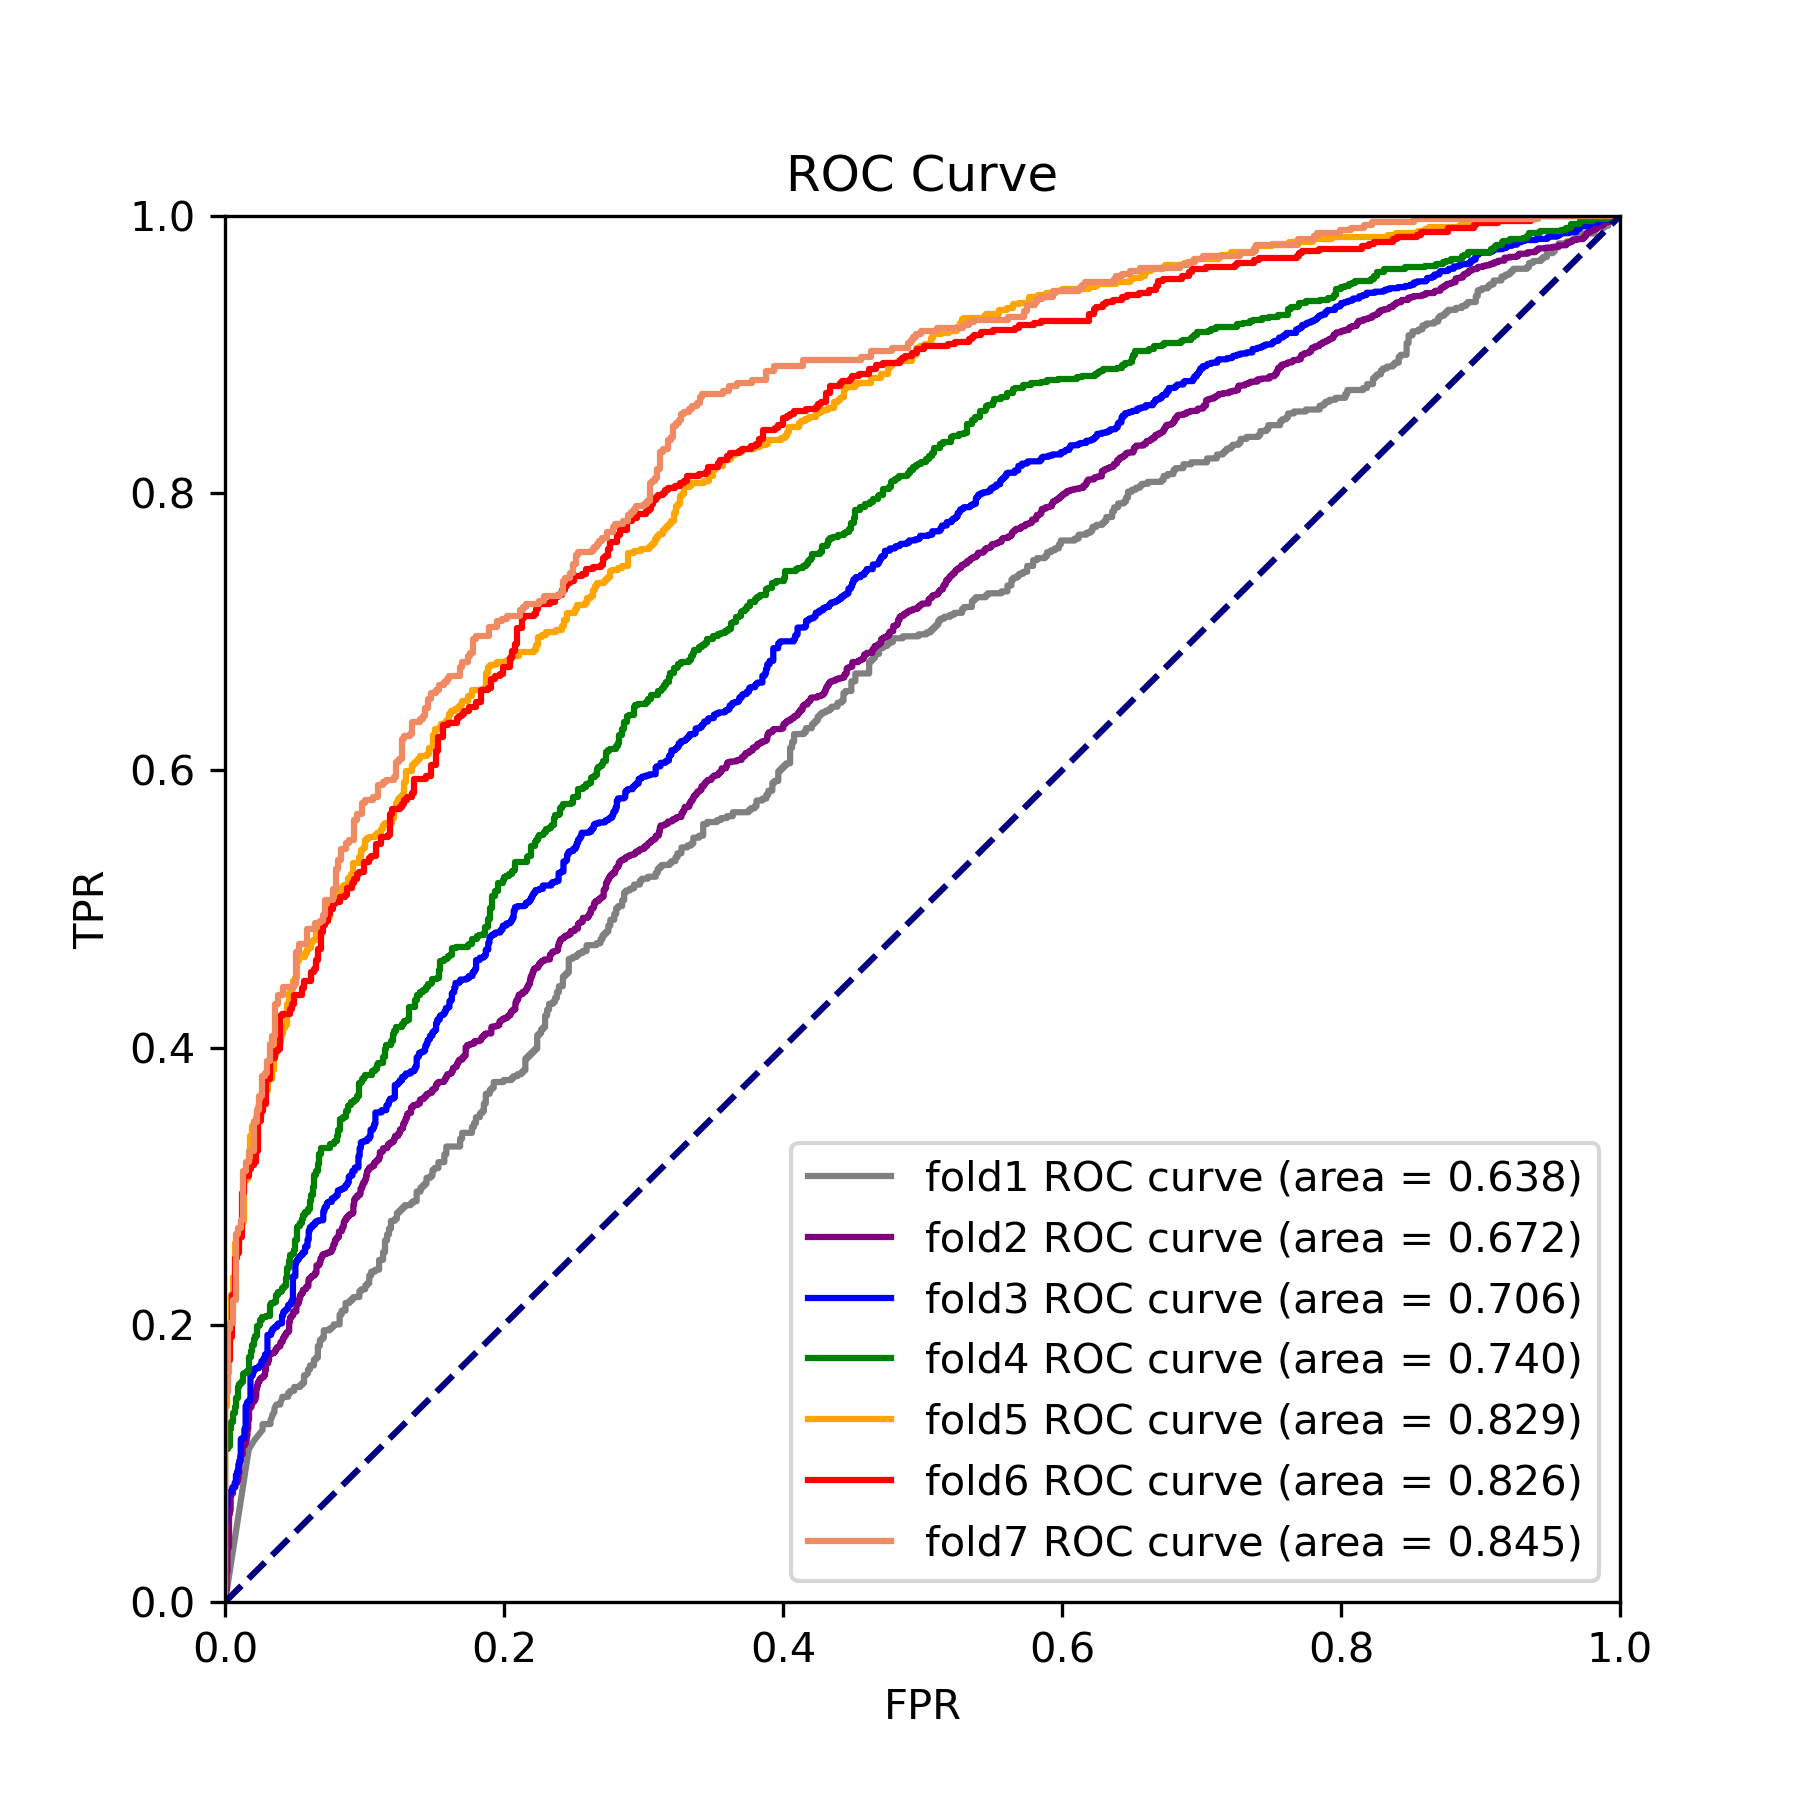 ROC Curve
1.0
0.8
0.6
0.4
0.2
0.0
TPR
0.0 0.2 0.4 0.6 0.8 1.0
FPR
fold1 ROC curve (area = 0.638)
fold2 ROC curve (area = 0.672)
fold3 ROC curve (area = 0.706)
fold4 ROC curve (area = 0.740)
fold5 ROC curve (area = 0.829)
fold6 ROC curve (area = 0.826)
fold7 ROC curve (area = 0.845)